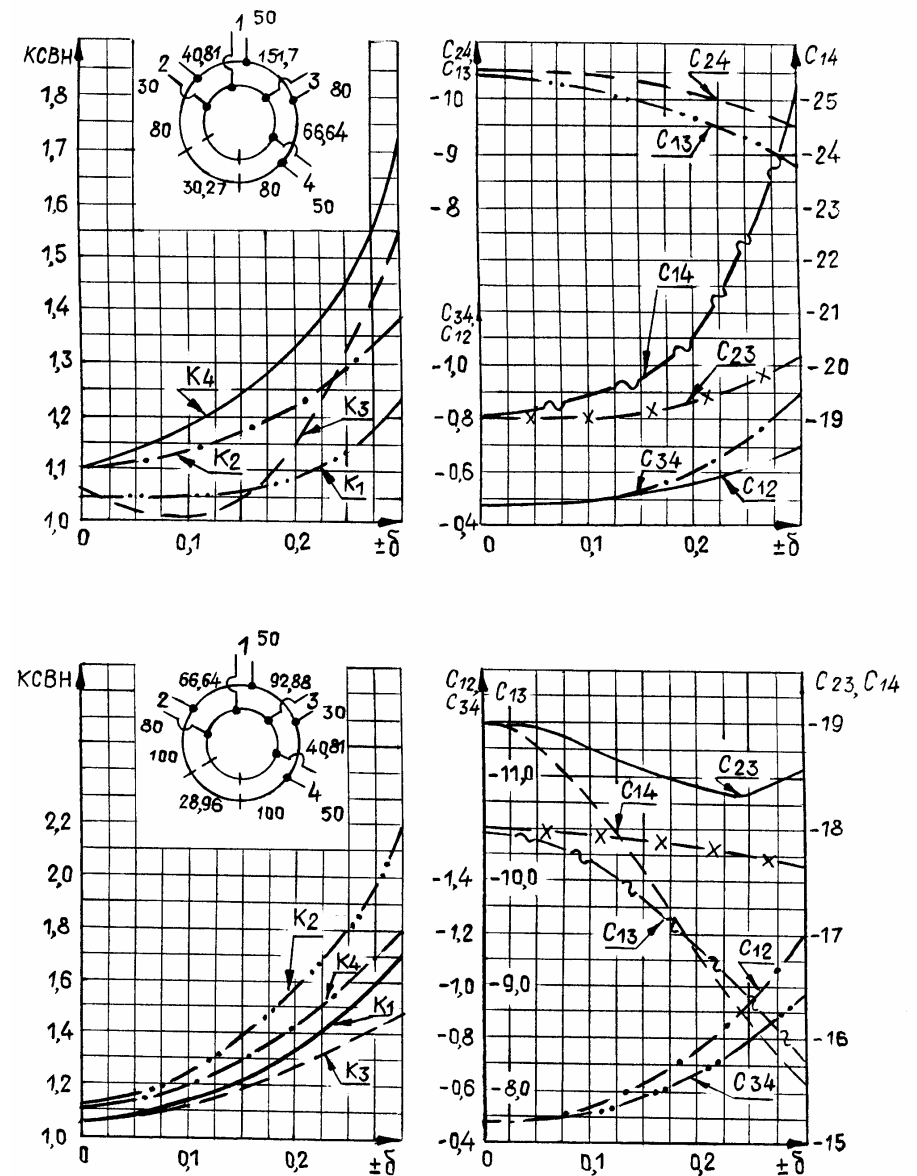 КСВН
1 50
2 40,81 151,7
30 3 80
80 66,64
30,27 80 4
50
1,8
1,7
1,6
1,5
1,4
1,3
1,2
1,1
1,0
K4
K3
K2
K1
0 0,1 0,2 ±δ
C24,
C13
C14
-10
-9
-8
C34,
C12
-1,0
-0,8
-0,6
-0,4
C24
C13
C14
C23
C34
C12
-25
-24
-23
-22
-21
-20
-19
0 0,1 0,2 ±δ
КСВН
1 50
66,64 92,88
2 3
80 30
100 40,81
4
28,96 100 50
2,2
2,0
1,8
1,6
1,4
1,2
1,0
K2
K4
K1
K3
0 0,1 0,2 ±δ
C12,
C34
C13
C23, C14
-11,0
-10,0
-9,0
-8,0
-1,4
-1,2
-1,0
-0,8
-0,6
-0,4
C23
C14
C13
C12
C34
-19
-18
-17
-16
-15
0 0,1 0,2 ±δ